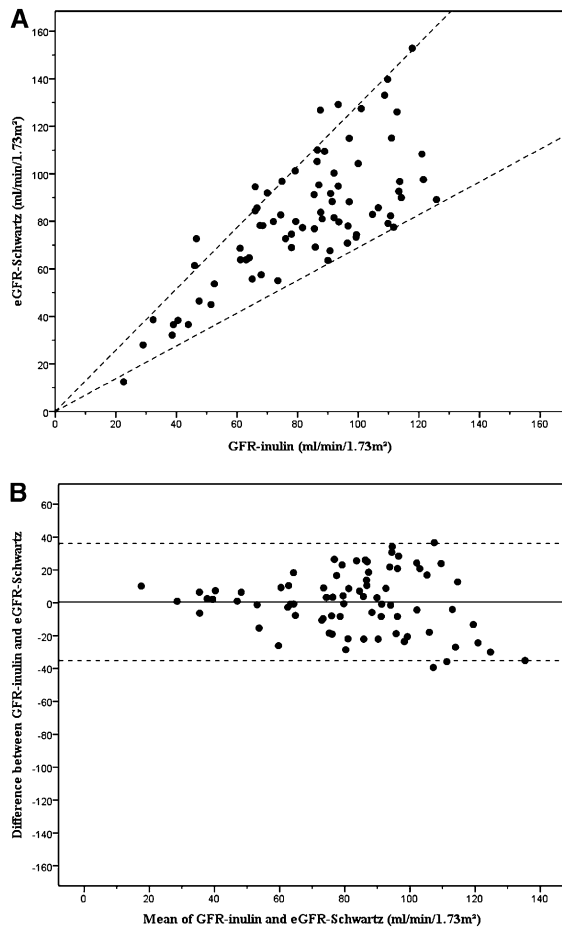 A
160
140
120
100
80
60
40
20
0
eGFR-Schwartz (ml/min/1.73m²)
0 20 40 60 80 100 120 140 160
GFR-inulin (ml/min/1.73m²)
B
60
40
20
0
-20
-40
-60
-80
-100
-120
-140
-160
Difference between GFR-inulin and eGFR-Schwartz
0 20 40 60 80 100 120 140
Mean of GFR-inulin and eGFR-Schwartz (ml/min/1.73m²)